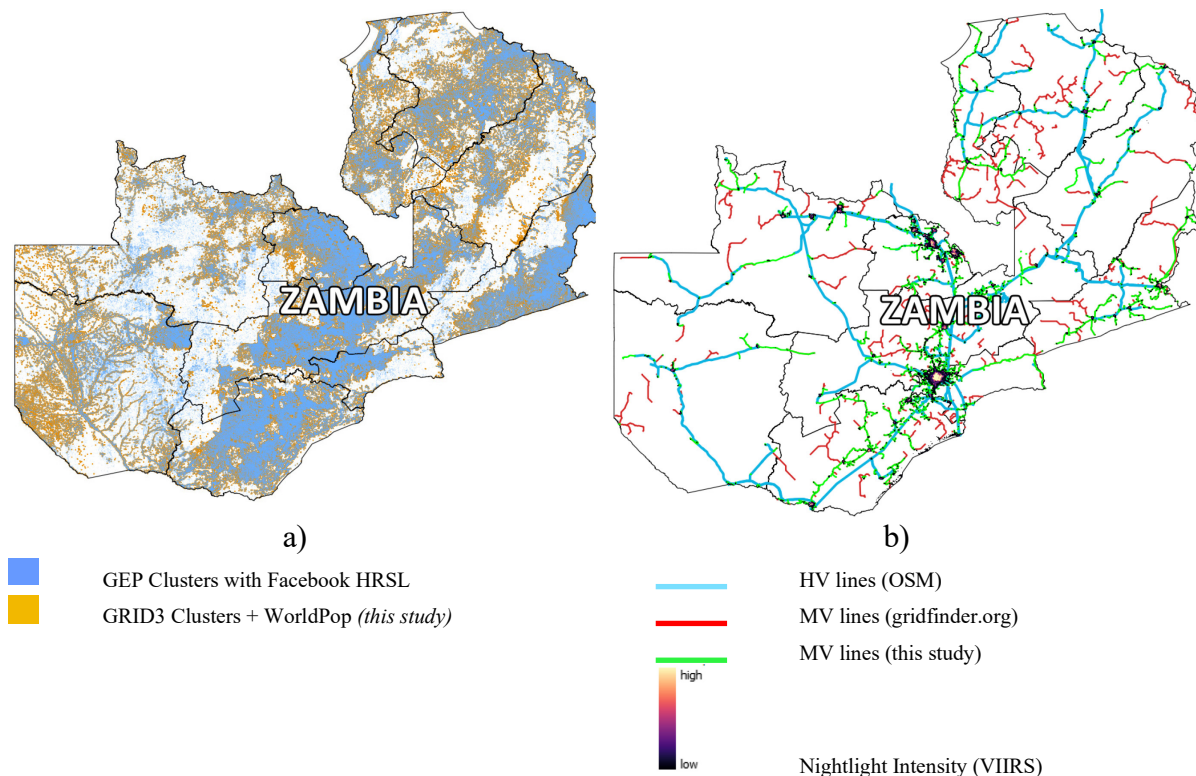 ZAMBIA
ZAMBIA
a)
b)
GEP Clusters with Facebook HRSL
GRID3 Clusters + WorldPop (this study)
HV lines (OSM)
MV lines (gridfinder.org)
MV lines (this study)
high
low
Nightlight Intensity (VIIRS)